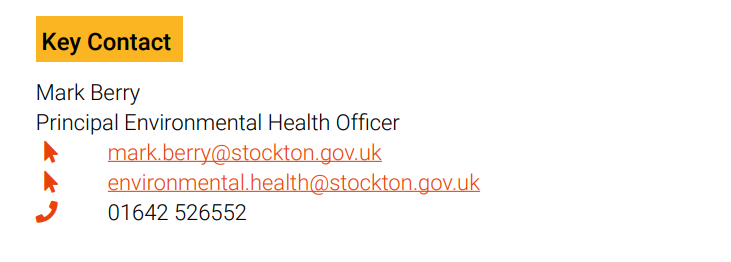 Key Contact
Mark Berry
Principal Environmental Health Officer
mark.berry@stockton.gov.uk
environmental.health@stockton.gov.uk
01642 526552